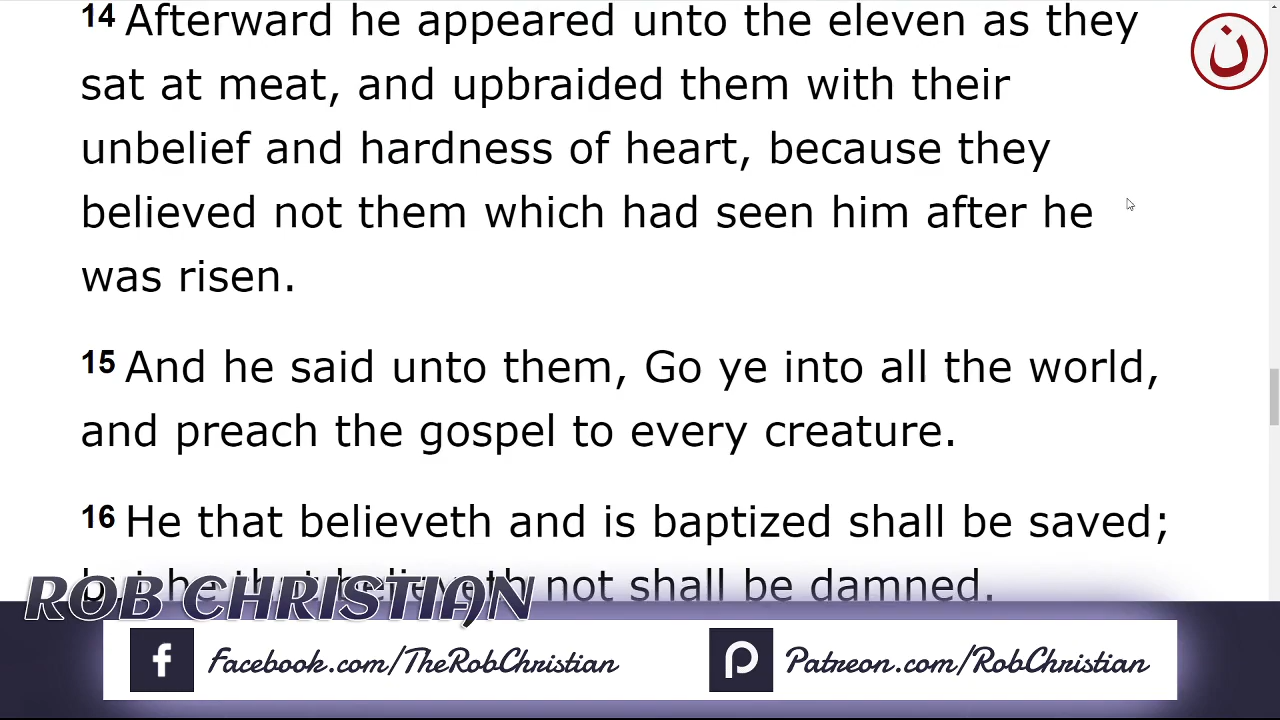 14 Afterward he appeared unto the eleven as they
sat at meat, and upbraided them with their
unbelief and hardness of heart, because they
believed not them which had seen him after he
was risen.
15 And he said unto them, Go ye into all the world,
and preach the gospel to every creature.
16 He that believeth and is baptized shall be saved;
but he that believeth not shall be damned.
ROB CHRISTIAN
Facebook.com/TheRobChristian
Patreon.com/RobChristian
ن